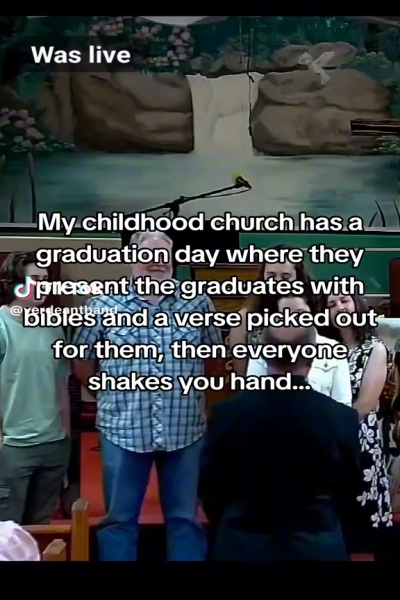 Was live
My childhood church has a
graduation day where they
present the graduates with
bibles and a verse picked out
for them, then everyone
shakes you hand...